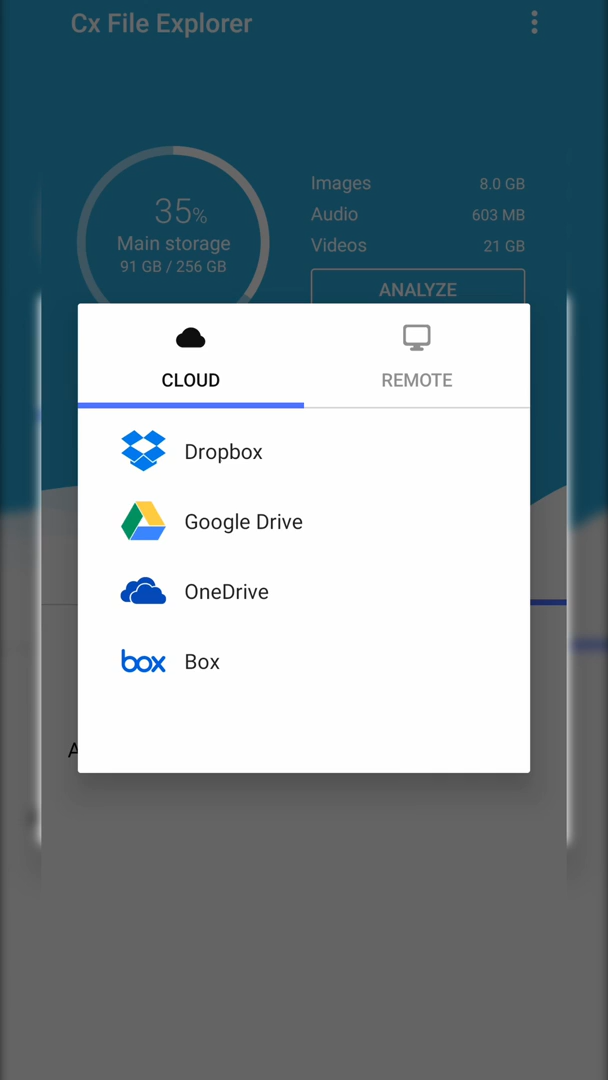 Cx File Explorer
35%
Main storage
91 GB / 256 GB
Images 8.0 GB
Audio 603 MB
Videos 21 GB
ANALYZE
CLOUD
REMOTE
Dropbox
Google Drive
OneDrive
box Box
A